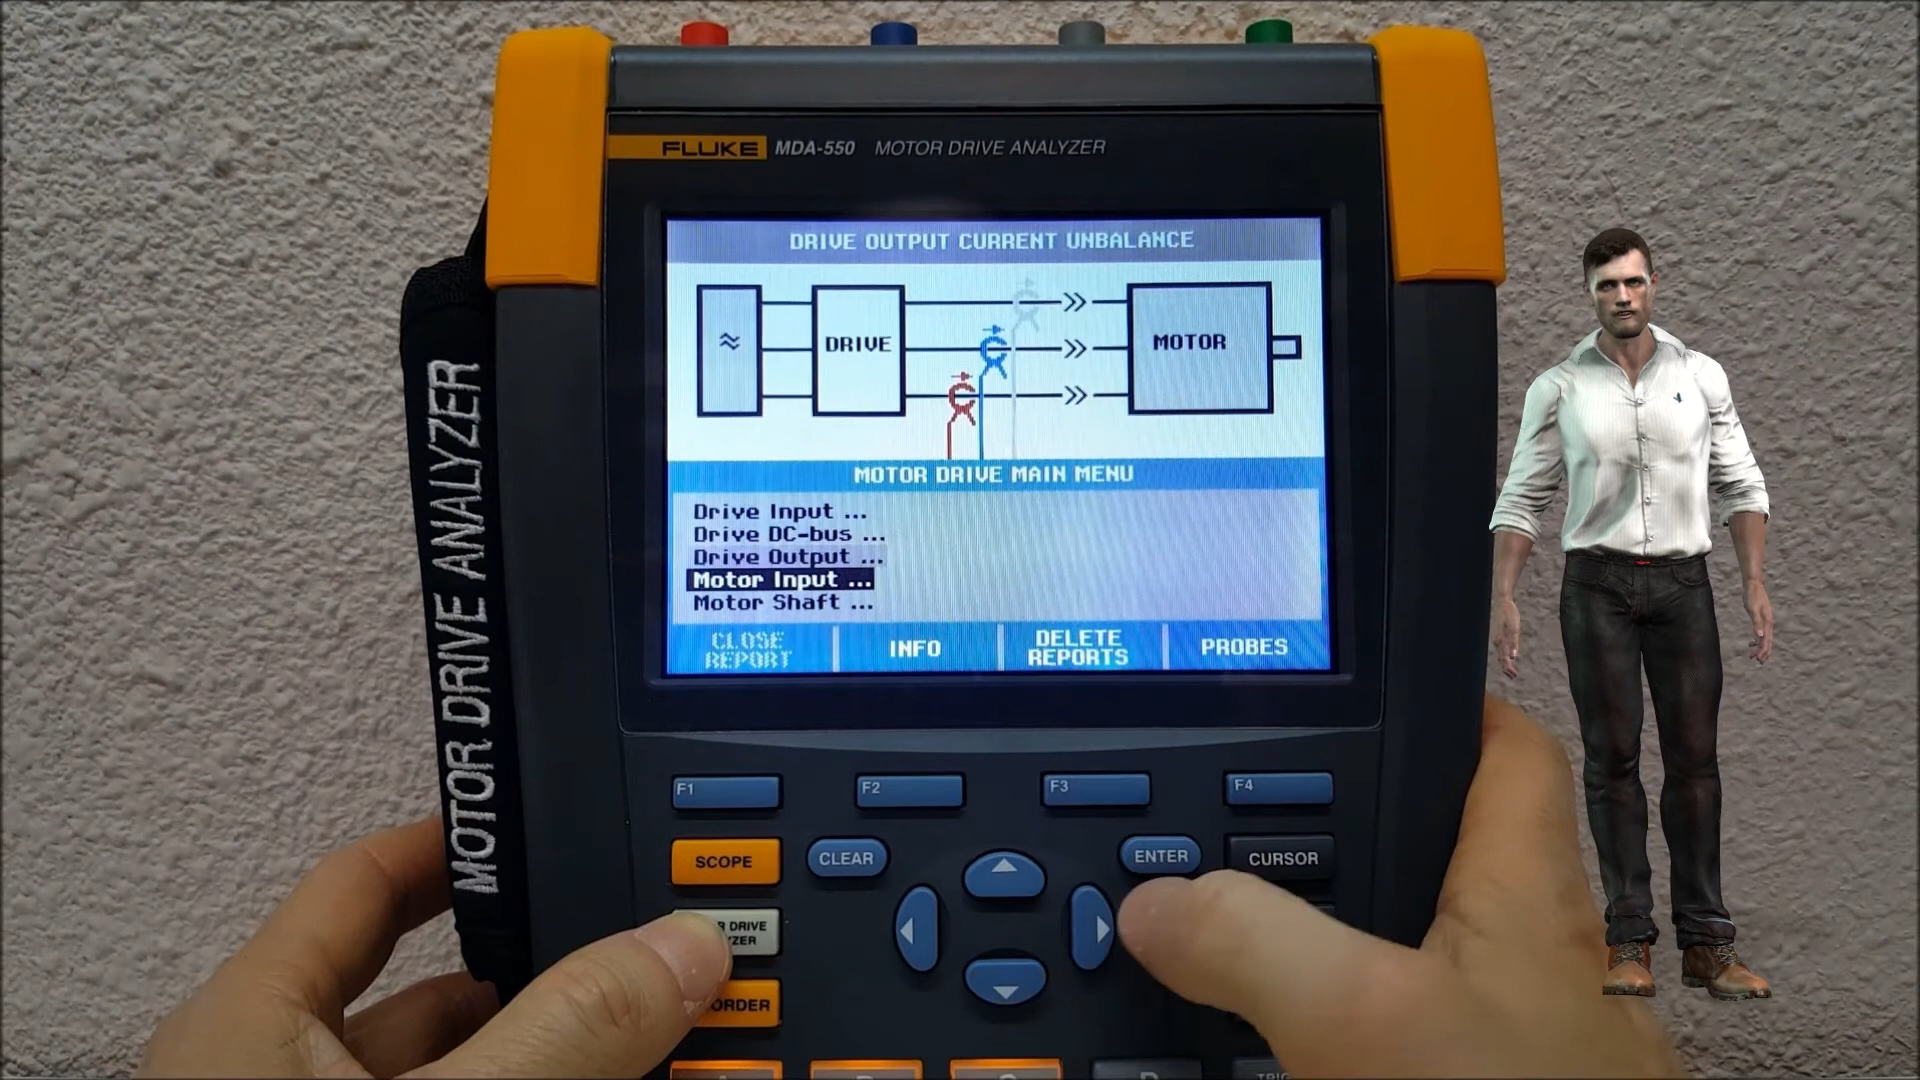 FLUKE MDA-550 MOTOR DRIVE ANALYZER
DRIVE OUTPUT CURRENT UNBALANCE
DRIVE
MOTOR
MOTOR DRIVE MAIN MENU
Drive Input ...
Drive DC-bus ...
Drive Output ...
Motor Input ...
Motor Shaft ...
CLOSE
REPORT
INFO
DELETE
REPORTS
PROBES
MOTOR DRIVE ANALYZER
F1
F2
F3
F4
SCOPE
CLEAR
ENTER
CURSOR
DRIVE